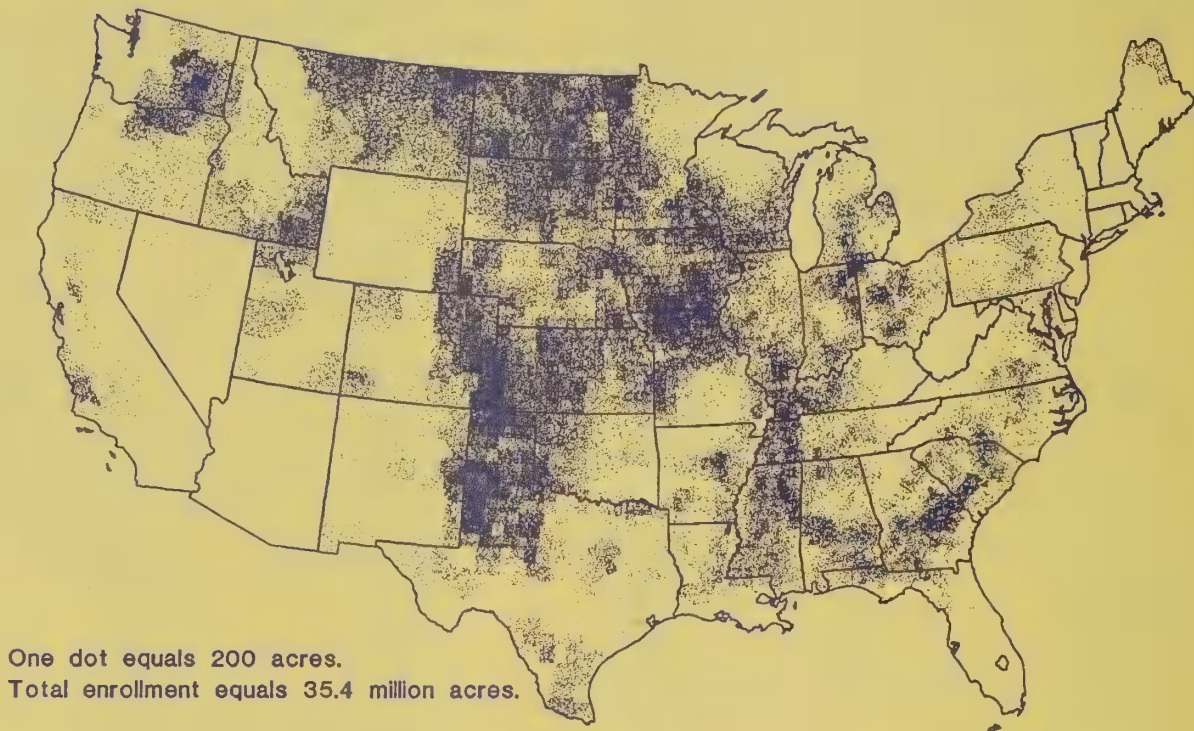 One dot equals 200 acres.
Total enrollment equals 35.4 million acres.